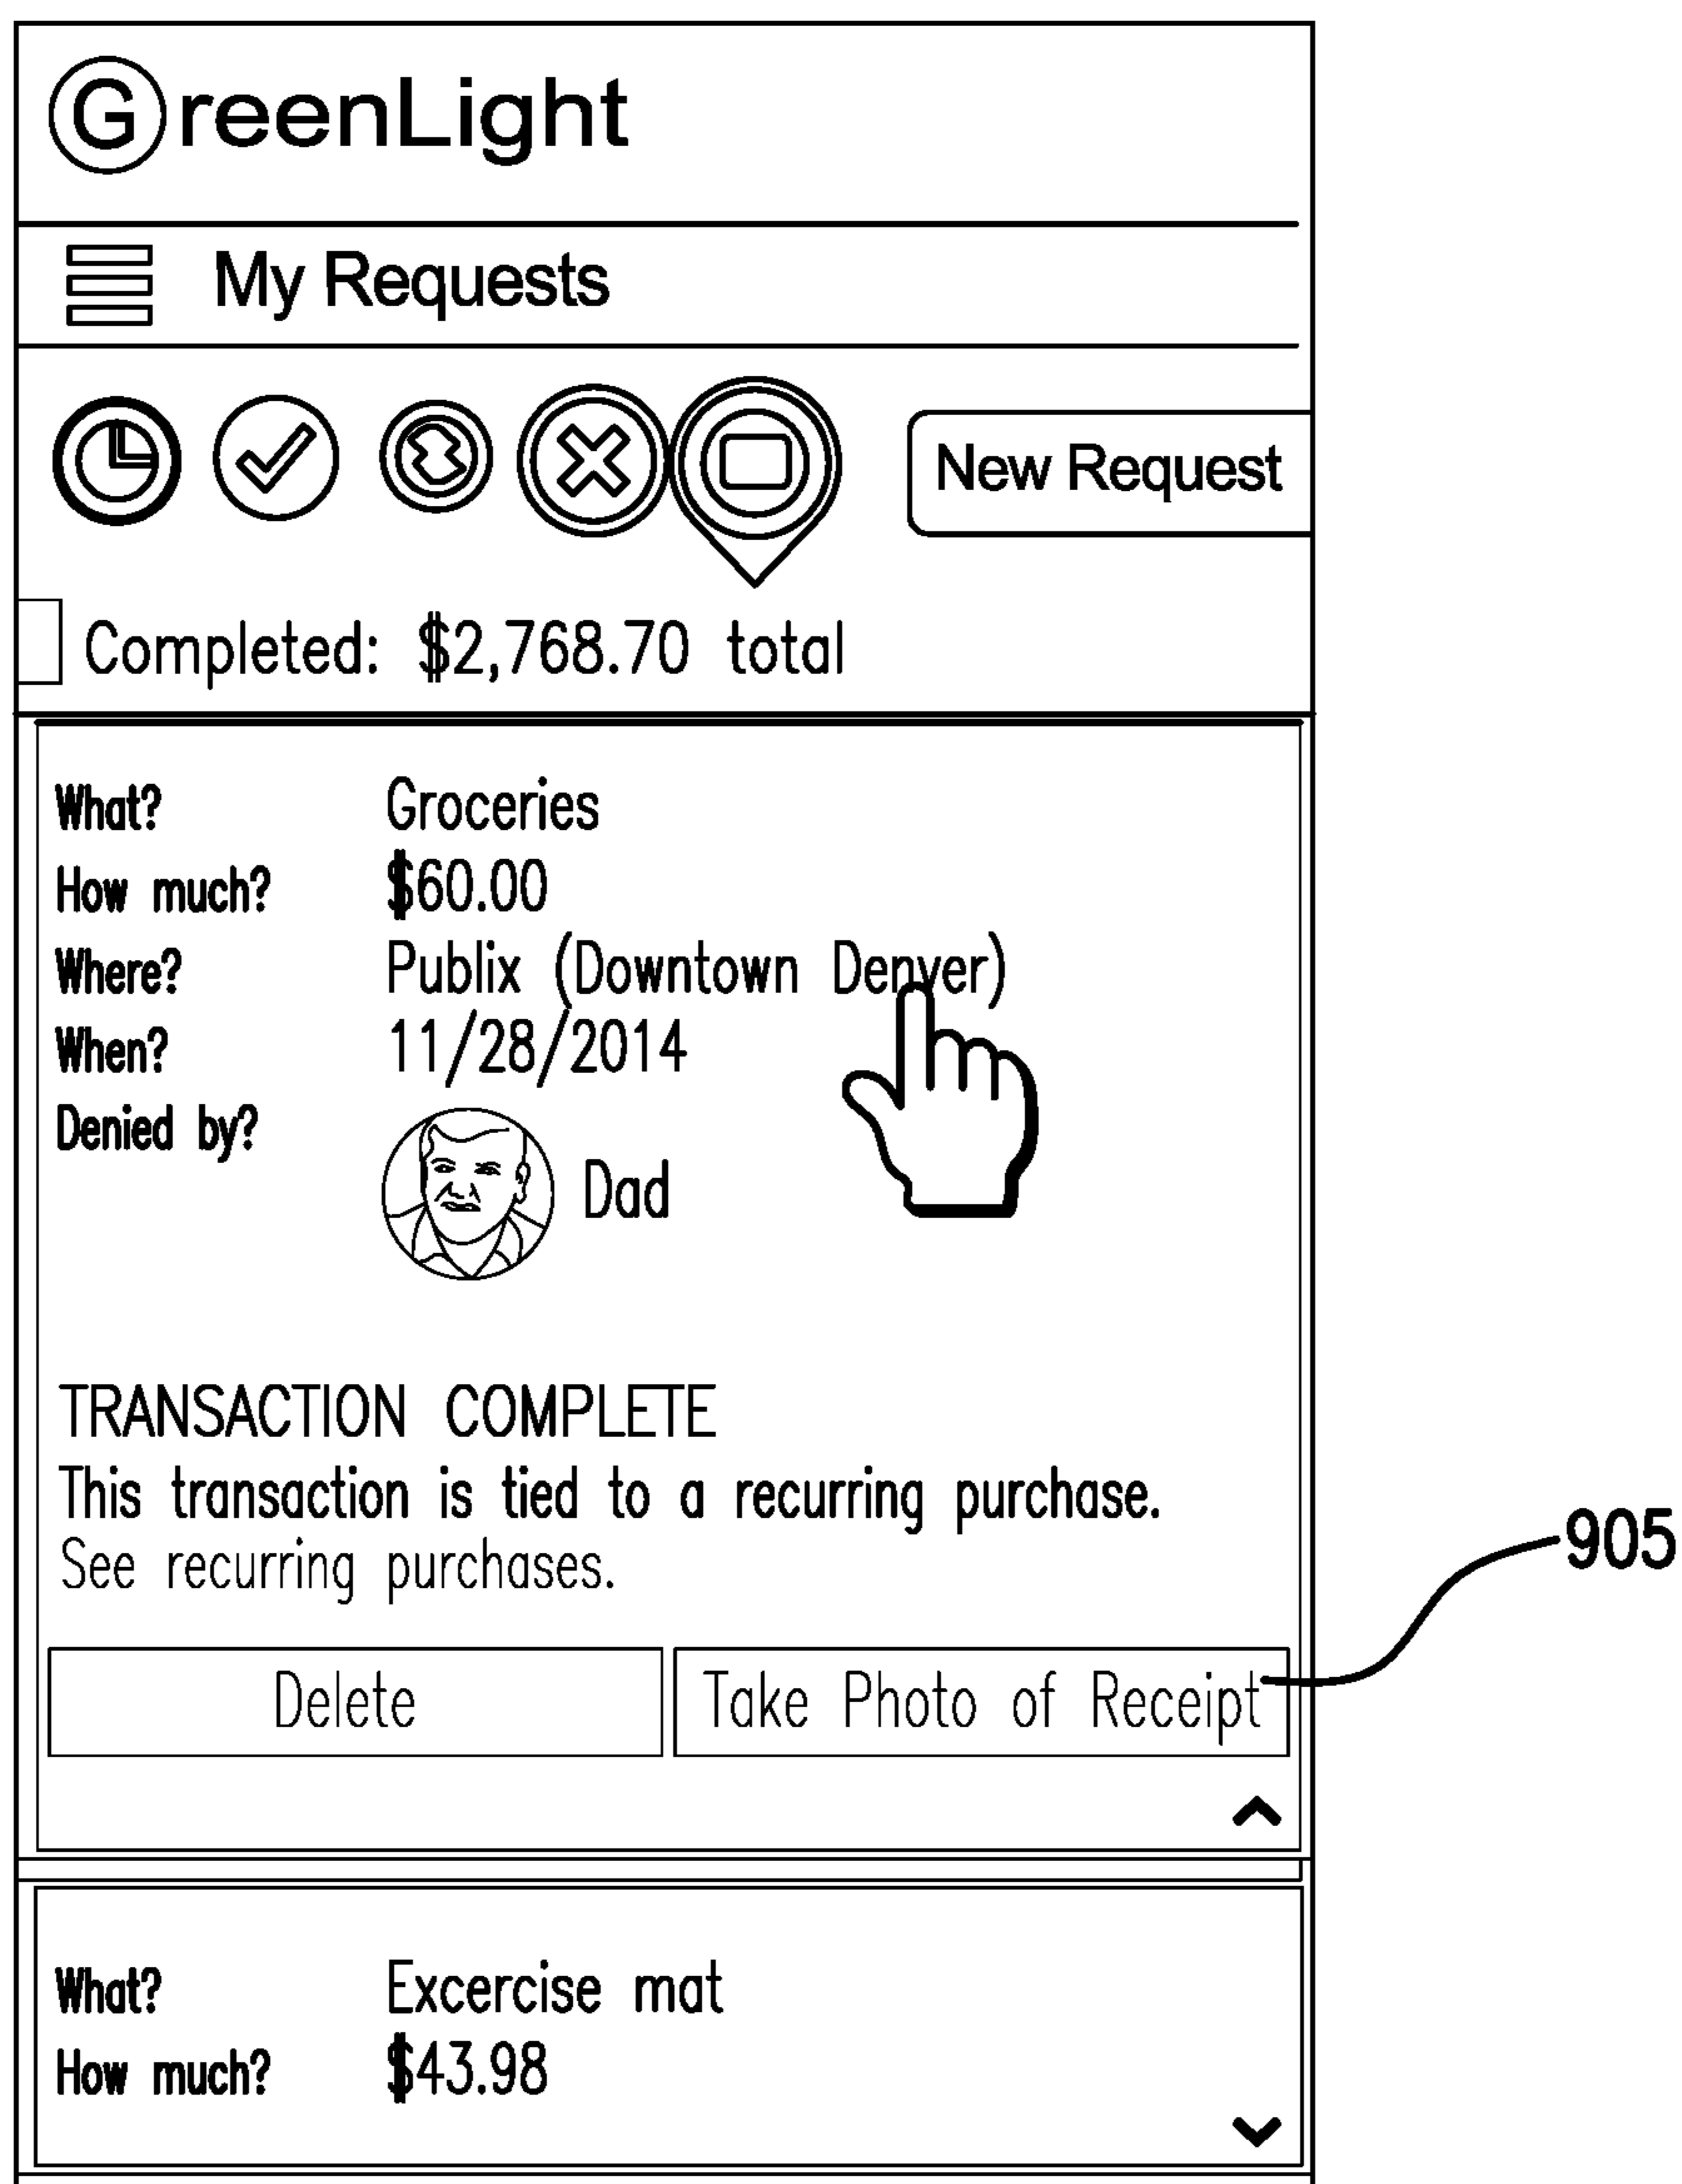 GreenLight
My Requests
New Request
Completed: $2,768.70 total
What? Groceries
How much? $60.00
Where? Publix (Downtown Denver)
When? 11/28/2014
Denied by? Dad
TRANSACTION COMPLETE
This transaction is tied to a recurring purchase.
See recurring purchases.
905
Delete Take Photo of Receipt
What? Excercise mat
How much? $43.98